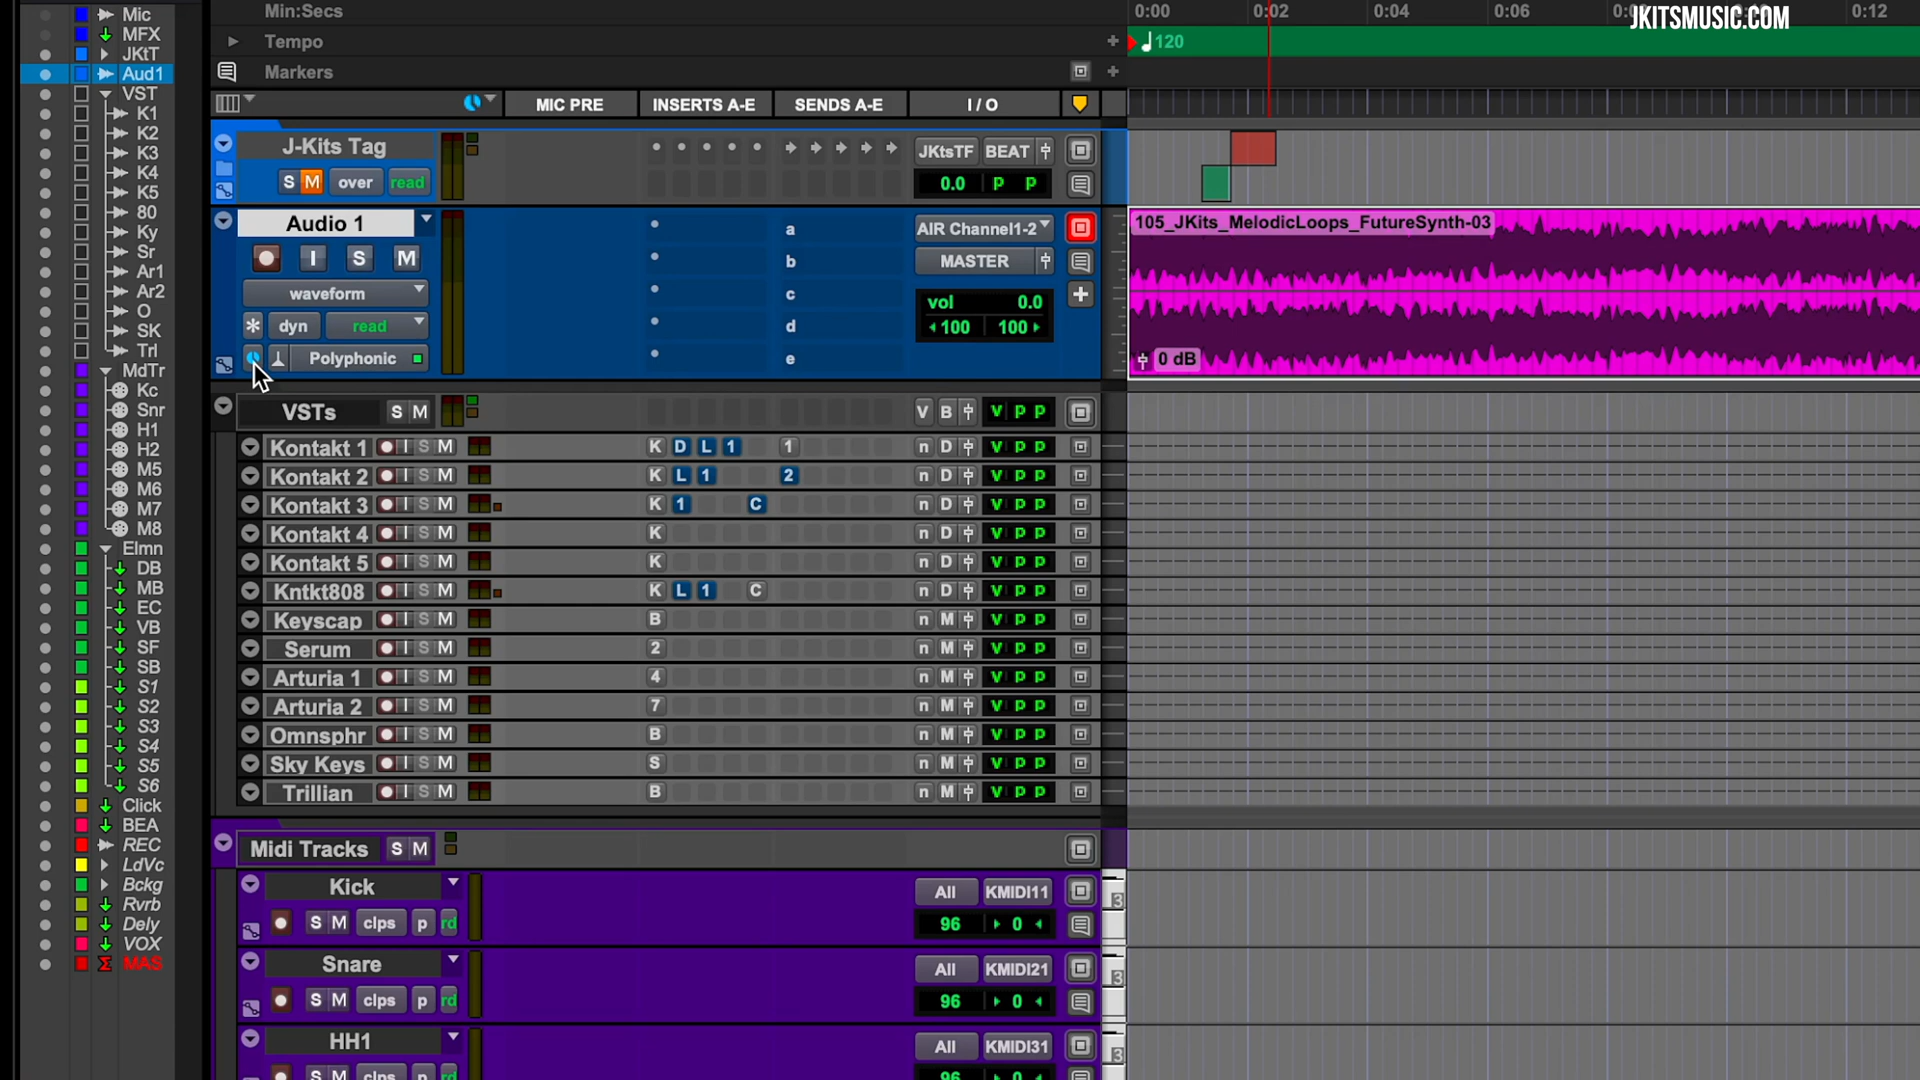 JKITSMUSIC.COM
Min:Secs
0:00 0:02 0:04 0:06 0:12
Tempo
120
Markers
MIC PRE INSERTS A-E SENDS A-E I / O
Mic
MFX
JKtT
Aud1
VST
K1
K2
K3
K4
K5
80
Ky
Sr
Ar1
Ar2
O
SK
Trl
MdTr
Kc
Snr
H1
H2
M5
M6
M7
M8
Elmn
DB
MB
EC
VB
SF
SB
S1
S2
S3
S4
S5
S6
Click
BEA
REC
LdVc
Bckg
Rvrb
Dely
VOX
MAS
J-Kits Tag
JKtsTF BEAT
S M over read
0.0 p p
Audio 1
a
AIR Channel1-2
105_JKits_MelodicLoops_FutureSynth-03
I S M
b
MASTER
waveform
c
vol 0.0
dyn read
d
100 100
Polyphonic
e
0 dB
VSTs S M V B V p p
Kontakt 1 I S M K D L 1 1 n D V p p
Kontakt 2 I S M K L 1 2 n D V p p
Kontakt 3 I S M K 1 C n D V p p
Kontakt 4 I S M K n D V p p
Kontakt 5 I S M K n D V p p
Kntkt808 I S M K L 1 C n D V p p
Keyscap I S M B n M V p p
Serum I S M 2 n M V p p
Arturia 1 I S M 4 n M V p p
Arturia 2 I S M 7 n M V p p
Omnsphr I S M B n M V p p
Sky Keys I S M S n M V p p
Trillian I S M B n M V p p
Midi Tracks S M
Kick
All KMIDI11
S M clps p rd
96 0
3
Snare
All KMIDI21
S M clps p rd
96 0
3
HH1
All KMIDI31
S M clps p rd
96 0
3